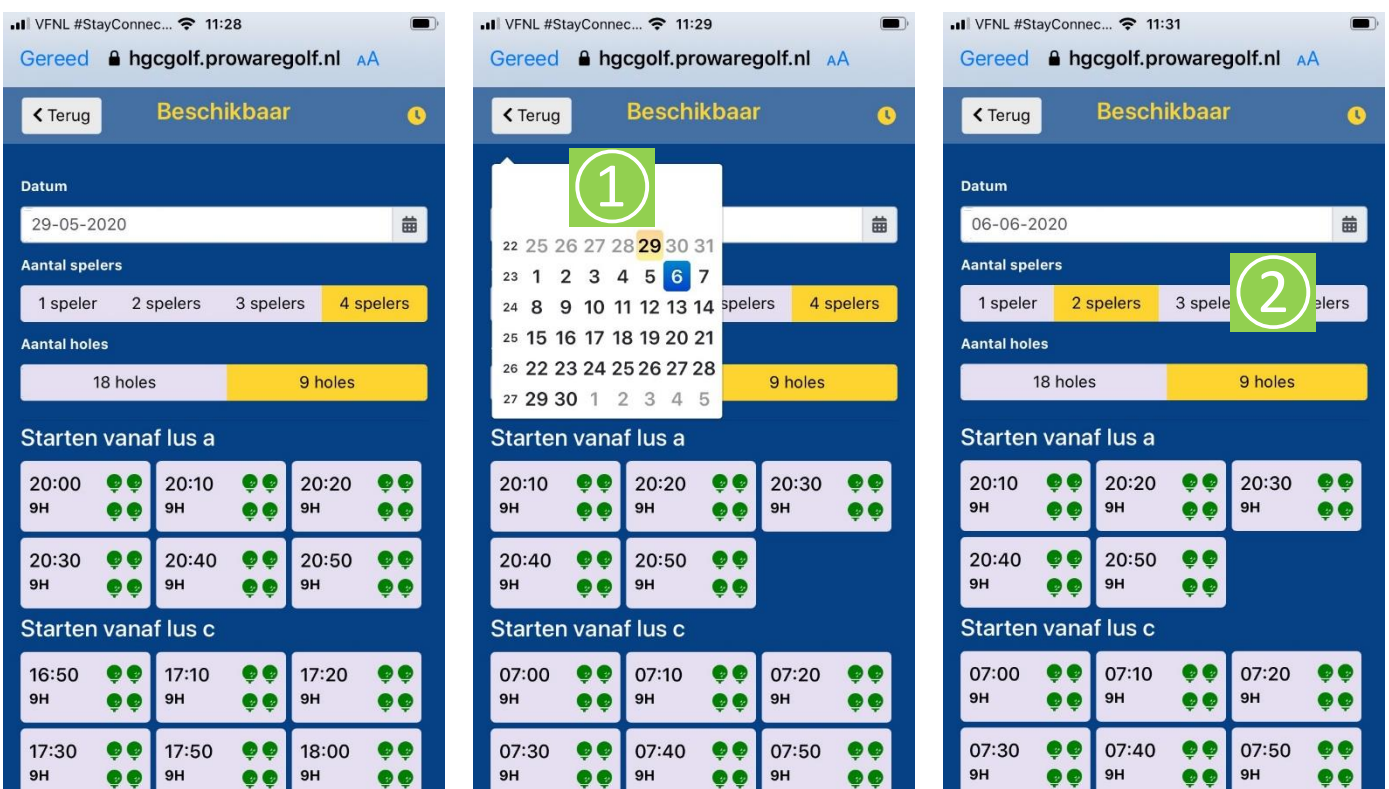 VFNL #StayConnec... 11:28
Gereed hgcgolf.prowaregolf.nl AA
Terug Beschikbaar
Datum
29-05-2020
Aantal spelers
1 speler 2 spelers 3 spelers 4 spelers
Aantal holes
18 holes 9 holes
Starten vanaf lus a
20:00 20:10 20:20
9H 9H 9H
20:30 20:40 20:50
9H 9H 9H
Starten vanaf lus c
16:50 17:10 17:20
9H 9H 9H
17:30 17:50 18:00
9H 9H 9H
VFNL #StayConnec... 11:29
Gereed hgcgolf.prowaregolf.nl AA
Terug Beschikbaar
1
22 25 26 27 28 29 30 31
23 1 2 3 4 5 6 7
24 8 9 10 11 12 13 14
spelers 4 spelers
25 15 16 17 18 19 20 21
26 22 23 24 25 26 27 28
9 holes
27 29 30 1 2 3 4 5
Starten vanaf lus a
20:10 20:20 20:30
9H 9H 9H
20:40 20:50
9H 9H
Starten vanaf lus c
07:00 07:10 07:20
9H 9H 9H
07:30 07:40 07:50
9H 9H 9H
VFNL #StayConnec... 11:31
Gereed hgcgolf.prowaregolf.nl AA
Terug Beschikbaar
Datum
06-06-2020
Aantal spelers
1 speler 2 spelers 3 spele 2 elers
Aantal holes
18 holes 9 holes
Starten vanaf lus a
20:10 20:20 20:30
9H 9H 9H
20:40 20:50
9H 9H
Starten vanaf lus c
07:00 07:10 07:20
9H 9H 9H
07:30 07:40 07:50
9H 9H 9H